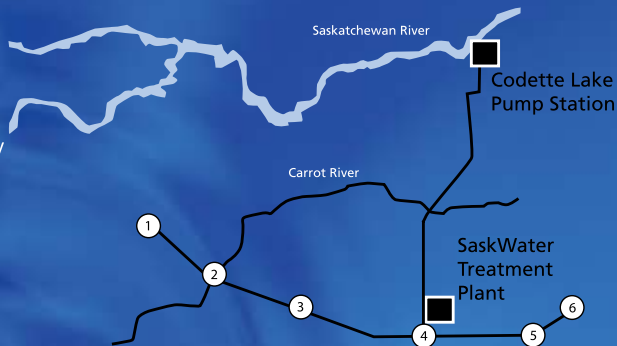 Saskatchewan River
Codette Lake
Pump Station
Carrot River
1
SaskWater
Treatment
Plant
2
3
6
4
5